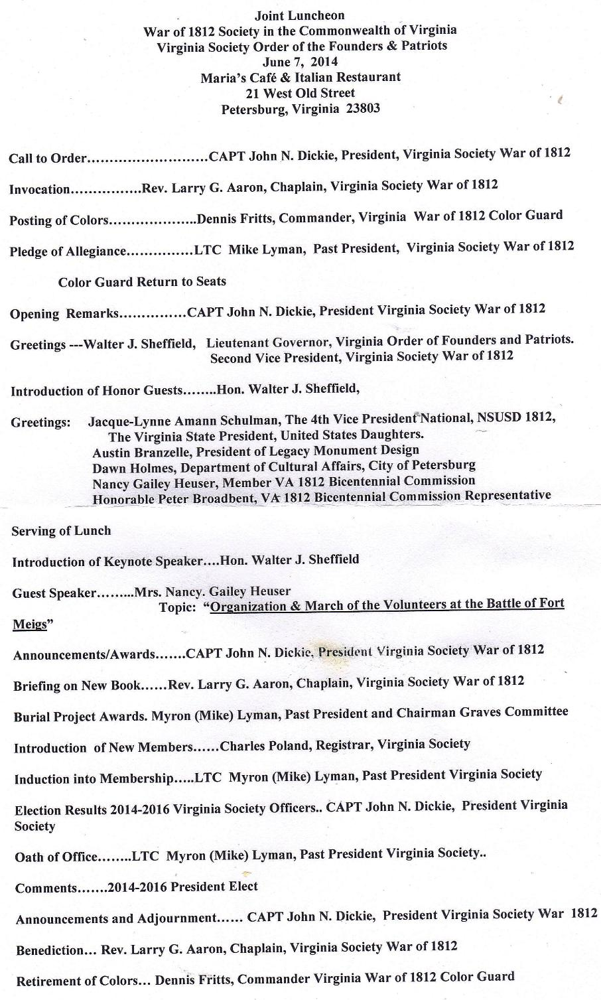 Joint Luncheon
War of 1812 Society in the Commonwealth of Virginia
Virginia Society Order of the Founders & Patriots
June 7, 2014
Maria's Café & Italian Restaurant
21 West Old Street
Petersburg, Virginia 23803
Call to Order...........................CAPT John N. Dickie, President, Virginia Society War of 1812
Invocation................Rev. Larry G. Aaron, Chaplain, Virginia Society War of 1812
Posting of Colors....................Dennis Fritts, Commander, Virginia War of 1812 Color Guard
Pledge of Allegiance...............LTC Mike Lyman, Past President, Virginia Society War of 1812
Color Guard Return to Seats
Opening Remarks...............CAPT John N. Dickie, President Virginia Society War of 1812
Greetings ---Walter J. Sheffield, Lieutenant Governor, Virginia Order of Founders and Patriots.
Second Vice President, Virginia Society War of 1812
Introduction of Honor Guests........Hon. Walter J. Sheffield,
Greetings: Jacque-Lynne Amann Schulman, The 4th Vice President National, NSUSD 1812,
The Virginia State President, United States Daughters.
Austin Branzelle, President of Legacy Monument Design
Dawn Holmes, Department of Cultural Affairs, City of Petersburg
Nancy Gailey Heuser, Member VA 1812 Bicentennial Commission
Honorable Peter Broadbent, VA 1812 Bicentennial Commission Representative
Serving of Lunch
Introduction of Keynote Speaker....Hon. Walter J. Sheffield
Guest Speaker.........Mrs. Nancy. Gailey Heuser
Topic: "Organization & March of the Volunteers at the Battle of Fort
Meigs"
Announcements/Awards.......CAPT John N. Dickie, President Virginia Society War of 1812
Briefing on New Book......Rev. Larry G. Aaron, Chaplain, Virginia Society War of 1812
Burial Project Awards. Myron (Mike) Lyman, Past President and Chairman Graves Committee
Introduction of New Members......Charles Poland, Registrar, Virginia Society
Induction into Membership.....LTC Myron (Mike) Lyman, Past President Virginia Society
Election Results 2014-2016 Virginia Society Officers.. CAPT John N. Dickie, President Virginia
Society
Oath of Office........LTC Myron (Mike) Lyman, Past President Virginia Society..
Comments.......2014-2016 President Elect
Announcements and Adjournment...... CAPT John N. Dickie, President Virginia Society War 1812
Benediction... Rev. Larry G. Aaron, Chaplain, Virginia Society War of 1812
Retirement of Colors... Dennis Fritts, Commander Virginia War of 1812 Color Guard